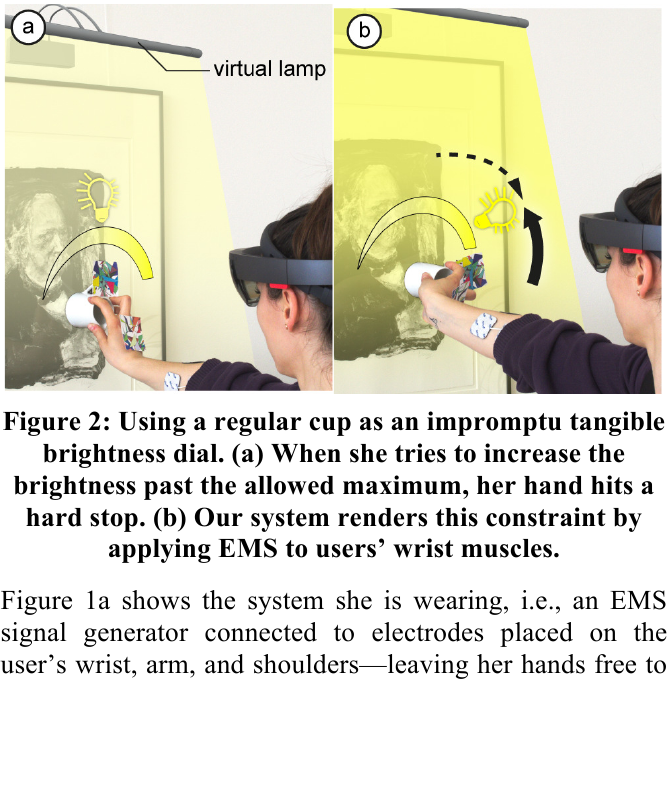 a
b
virtual lamp
Figure 2: Using a regular cup as an impromptu tangible
brightness dial. (a) When she tries to increase the
brightness past the allowed maximum, her hand hits a
hard stop. (b) Our system renders this constraint by
applying EMS to users’ wrist muscles.
Figure 1a shows the system she is wearing, i.e., an EMS
signal generator connected to electrodes placed on the
user’s wrist, arm, and shoulders—leaving her hands free to